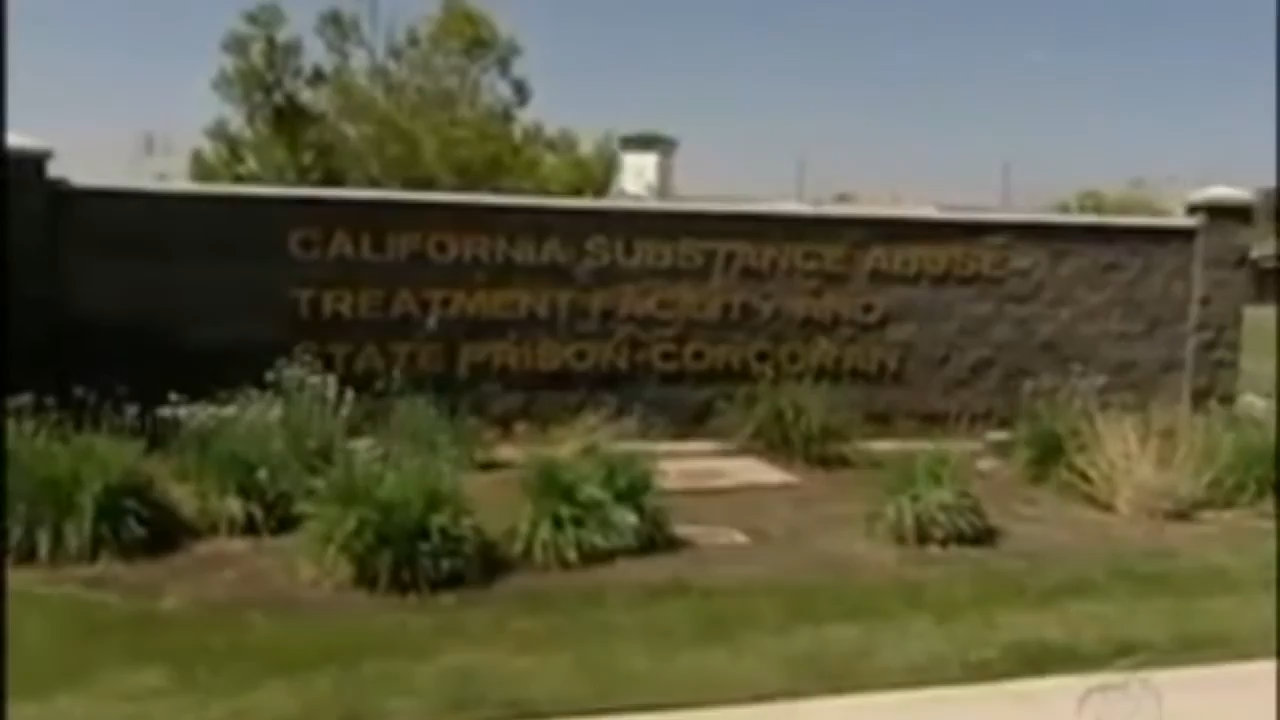 CALIFORNIA SUBSTANCE ABUSE
TREATMENT FACILITY AND
STATE PRISON-CORCORAN